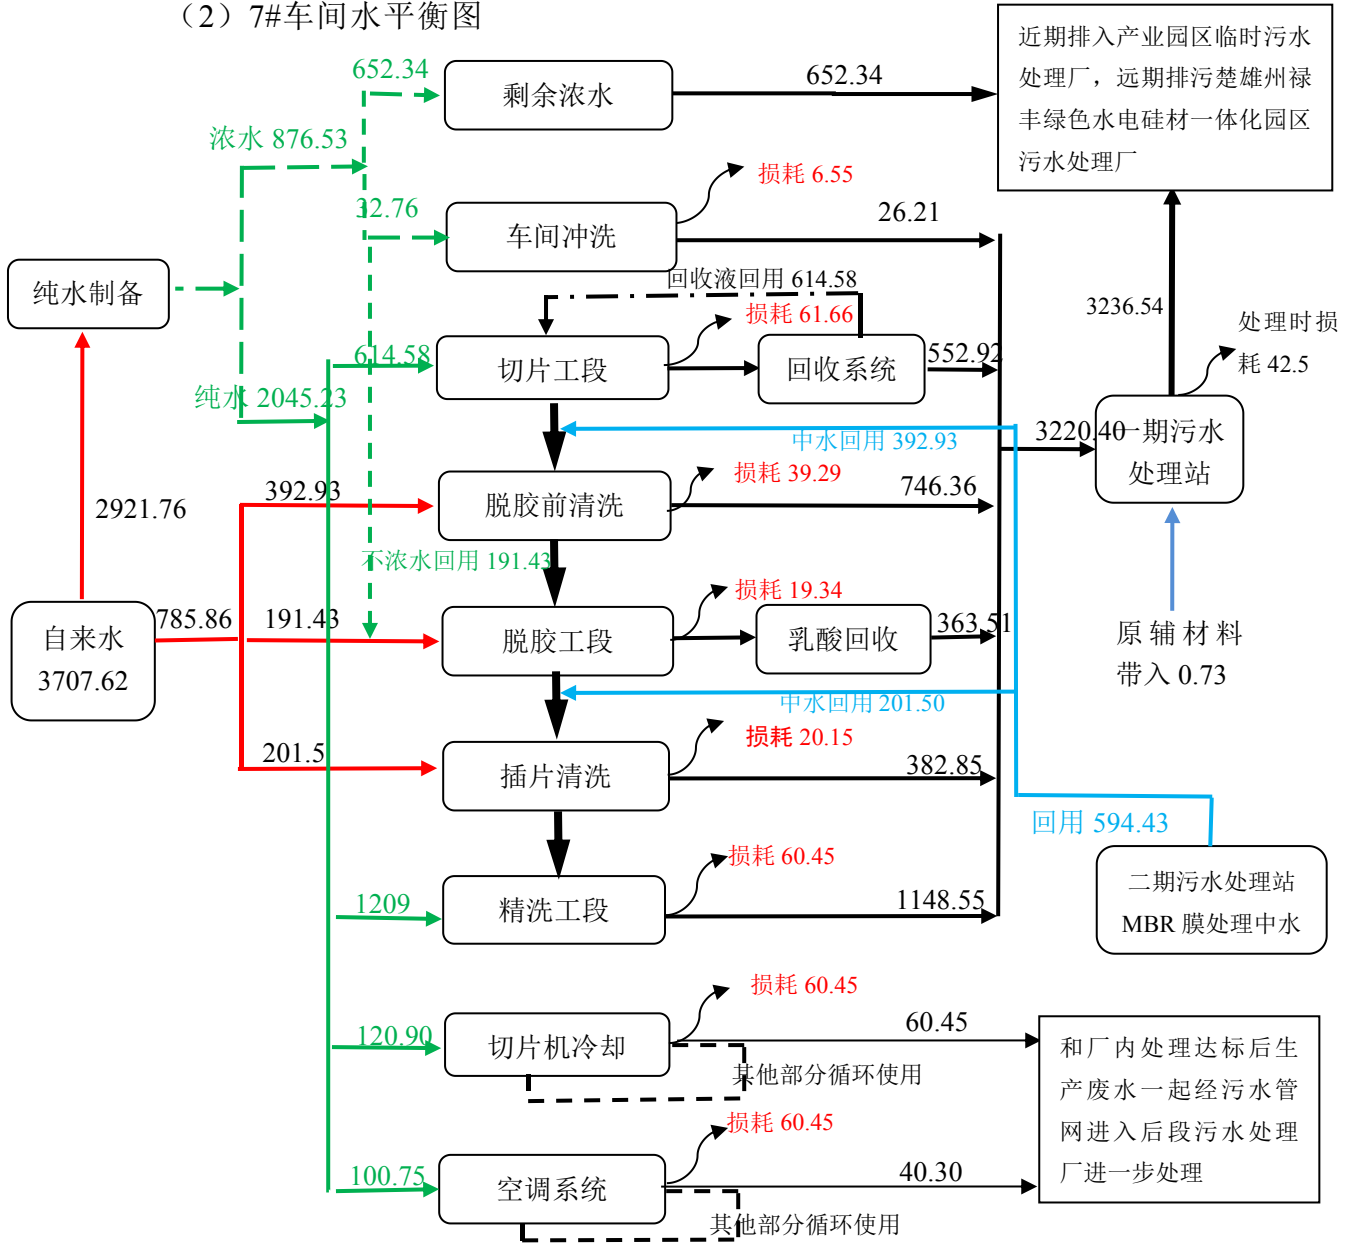 （2）7#车间水平衡图
近期排入产业园区临时污水
处理厂，远期排污楚雄州禄
丰绿色水电硅材一体化园区
污水处理厂
652.34
剩余浓水
652.34
浓水 876.53
损耗 6.55
32.76
车间冲洗
26.21
纯水制备
回收液回用 614.58
损耗 61.66
3236.54
处理时损
耗 42.5
614.58
切片工段
回收系统
552.92
纯水 2045.23
中水回用 392.93
3220.40
一期污水
处理站
损耗 39.29
392.93
脱胶前清洗
746.36
2921.76
不浓水回用 191.43
损耗 19.34
785.86
191.43
脱胶工段
乳酸回收
363.51
自来水
3707.62
原辅材料
带入 0.73
中水回用 201.50
损耗 20.15
201.5
插片清洗
382.85
回用 594.43
损耗 60.45
二期污水处理站
MBR 膜处理中水
1209
精洗工段
1148.55
损耗 60.45
120.90
切片机冷却
60.45
其他部分循环使用
和厂内处理达标后生
产废水一起经污水管
网进入后段污水处理
厂进一步处理
损耗 60.45
100.75
空调系统
40.30
其他部分循环使用